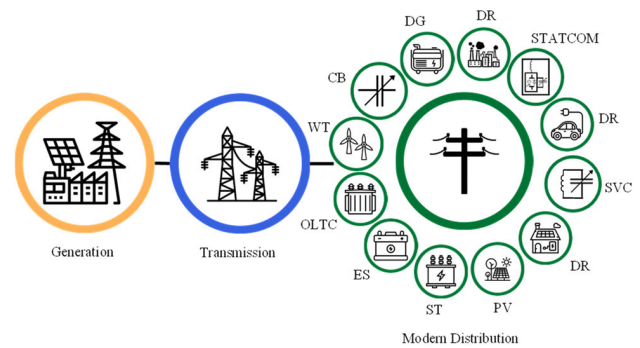 DG
DR
STATCOM
CB
DR
WT
SVC
OLTC
DR
ES
ST
PV
Generation
Transmission
Modern Distribution